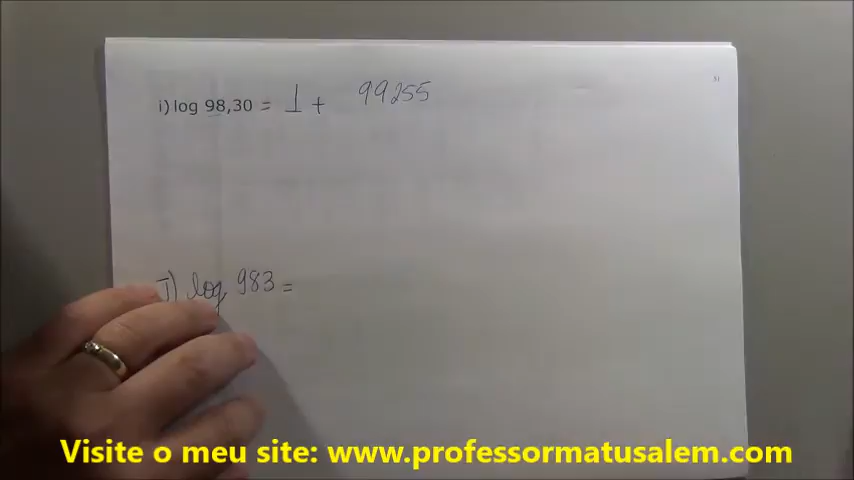 i) log 98,30 = 1 + 99255
J) log 983 =
Visite o meu site: www.professormatusalem.com